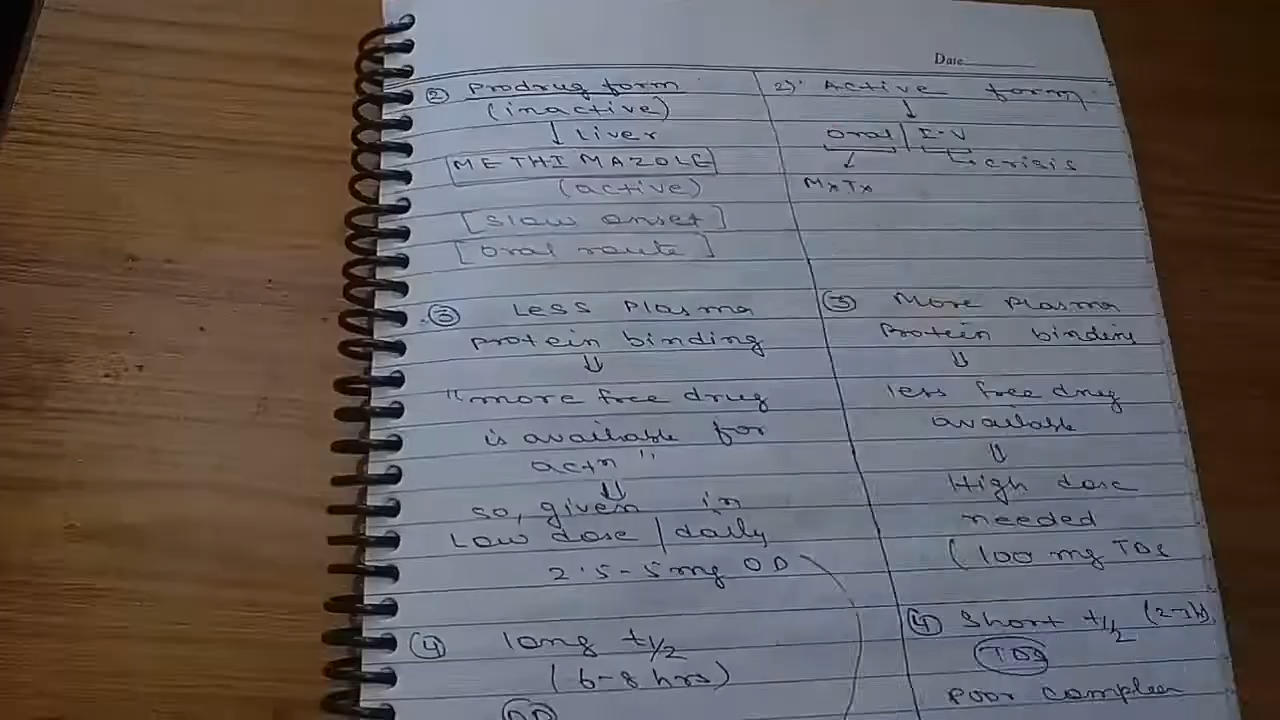 Date
② Prodrug form
(inactive)
↓ Liver
METHIMAZOLE
(active)
[Slow onset]
[Oral route]
③ Less Plasma
protein binding
⇓
"more free drug
is available for
actn"
⇓
so, given in
Low dose / daily
2.5-5mg OD
④ long t1/2
(6-8 hrs)
OD
2) Active form
↓
Oral / I-V
↓ ↳ crisis
MxTx
③ More Plasma
Protein binding
⇓
less free drug
available
⇓
High dose
needed
(100 mg TDS
④ Short t1/2
TDS
Poor